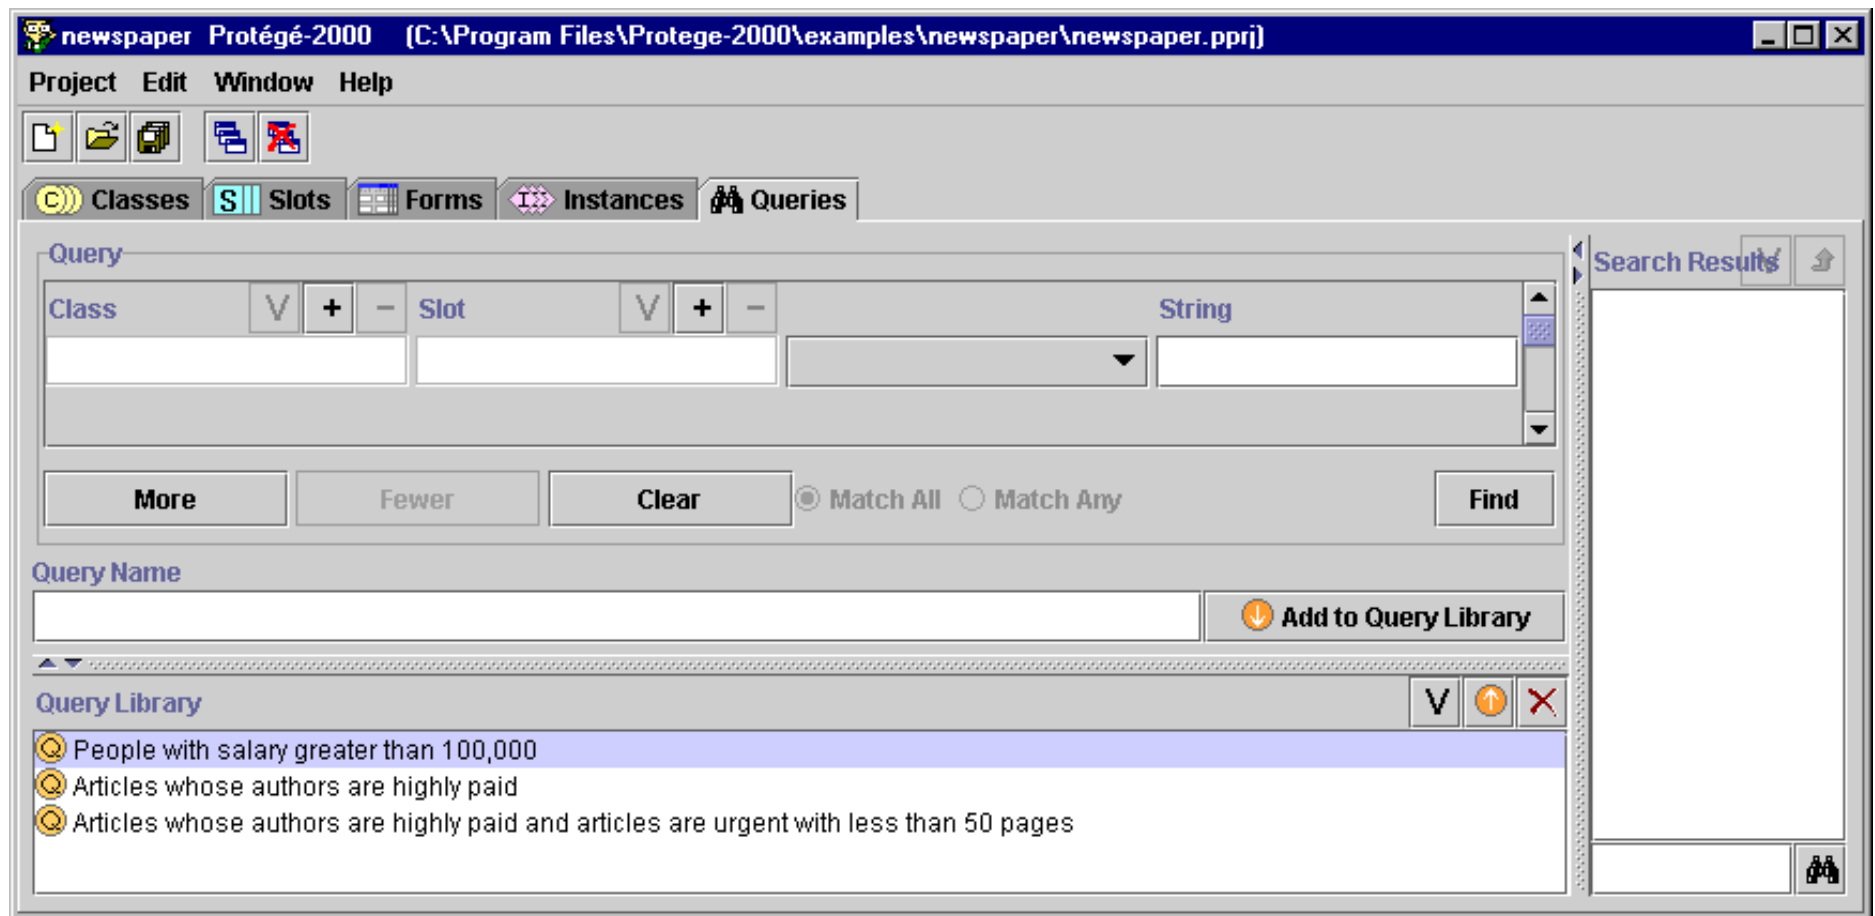 newspaper Protégé-2000 (C:\Program Files\Protege-2000\examples\newspaper\newspaper.pprj)
Project Edit Window Help
C Classes S Slots Forms I Instances Queries
Query
Class V + − Slot V + − String
More Fewer Clear Match All Match Any Find
Query Name
Add to Query Library
Query Library V
Q People with salary greater than 100,000
Q Articles whose authors are highly paid
Q Articles whose authors are highly paid and articles are urgent with less than 50 pages
Search Results V